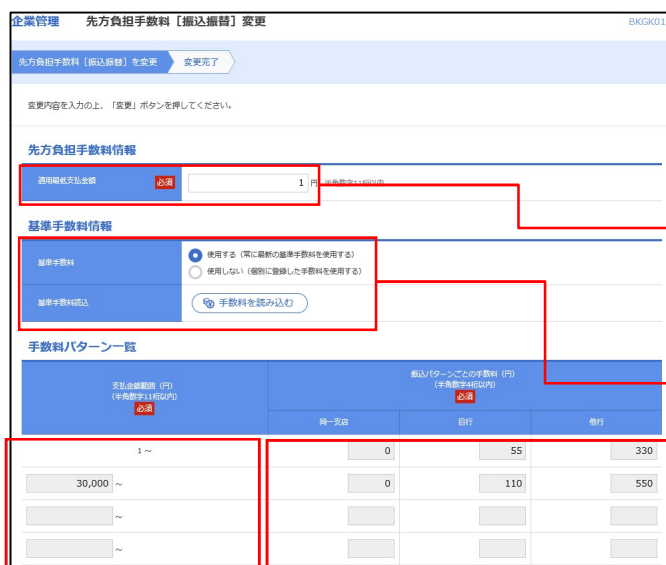 企業管理 先方負担手数料［振込振替］変更 BKGK01
先方負担手数料［振込振替］を変更 変更完了
変更内容を入力の上、「変更」ボタンを押してください。
先方負担手数料情報
適用最低支払金額 必須 1 円 半角数字11桁以内
基準手数料情報
基準手数料 使用する（常に最新の基準手数料を使用する）
使用しない（個別に登録した手数料を使用する）
基準手数料読込 手数料を読み込む
手数料パターン一覧
支払金額範囲（円）
（半角数字11桁以内）
必須
振込パターンごとの手数料（円）
（半角数字4桁以内）
必須
同一支店 自行 他行
1 ～ 0 55 330
30,000 ～ 0 110 550
～
～